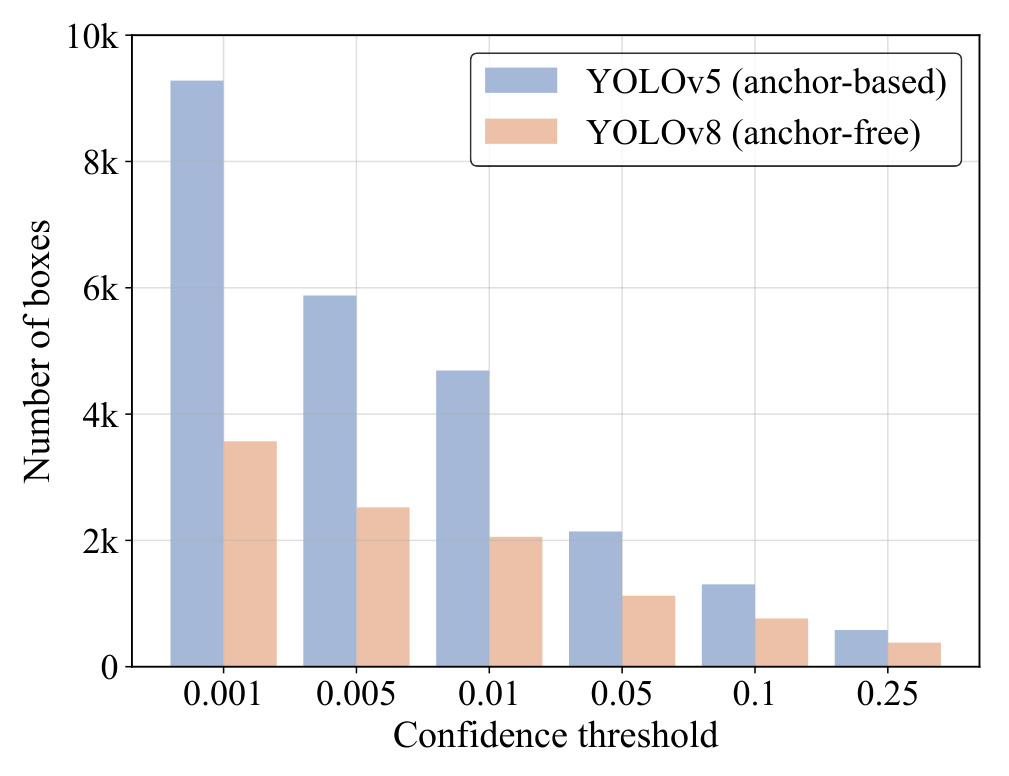 10k
8k
6k
4k
2k
0
Number of boxes
YOLOv5 (anchor-based)
YOLOv8 (anchor-free)
0.001 0.005 0.01 0.05 0.1 0.25
Confidence threshold